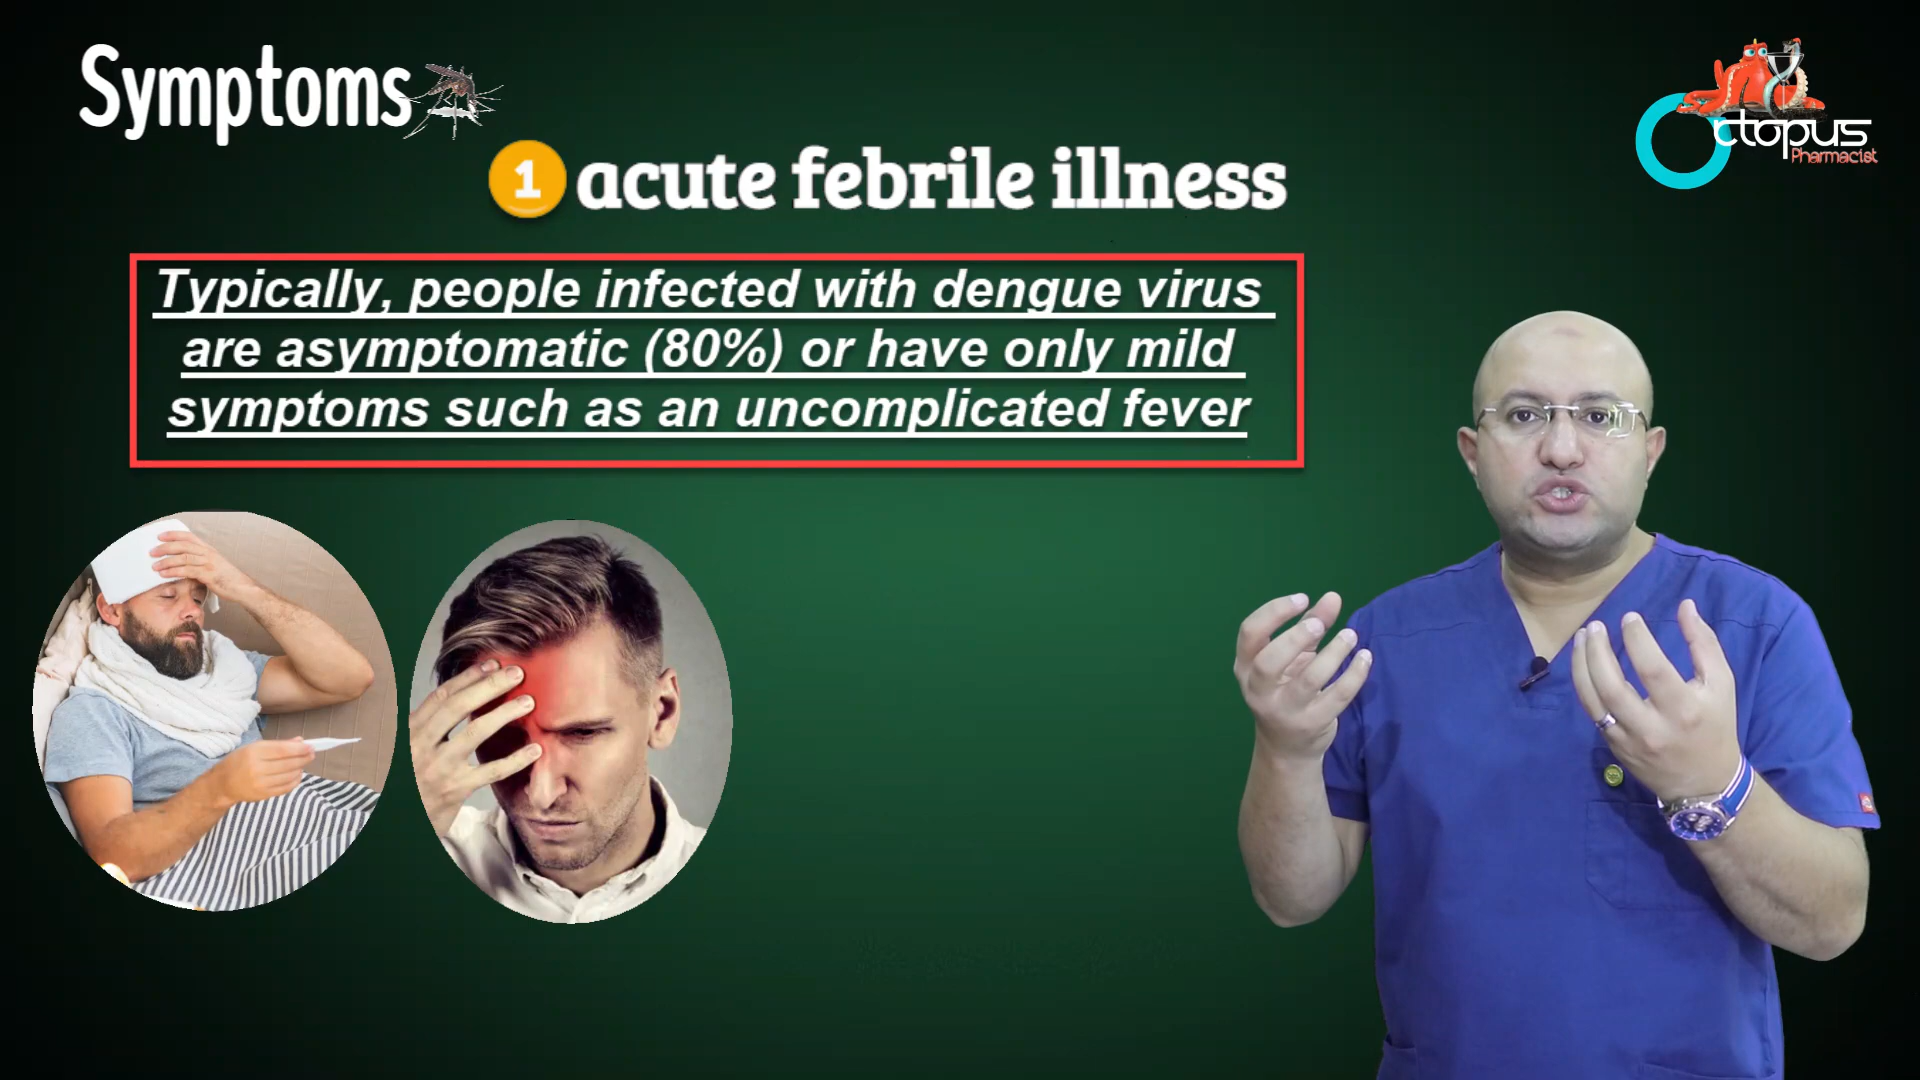 Symptoms
1 acute febrile illness
Typically, people infected with dengue virus
are asymptomatic (80%) or have only mild
symptoms such as an uncomplicated fever
Octopus
Pharmacist